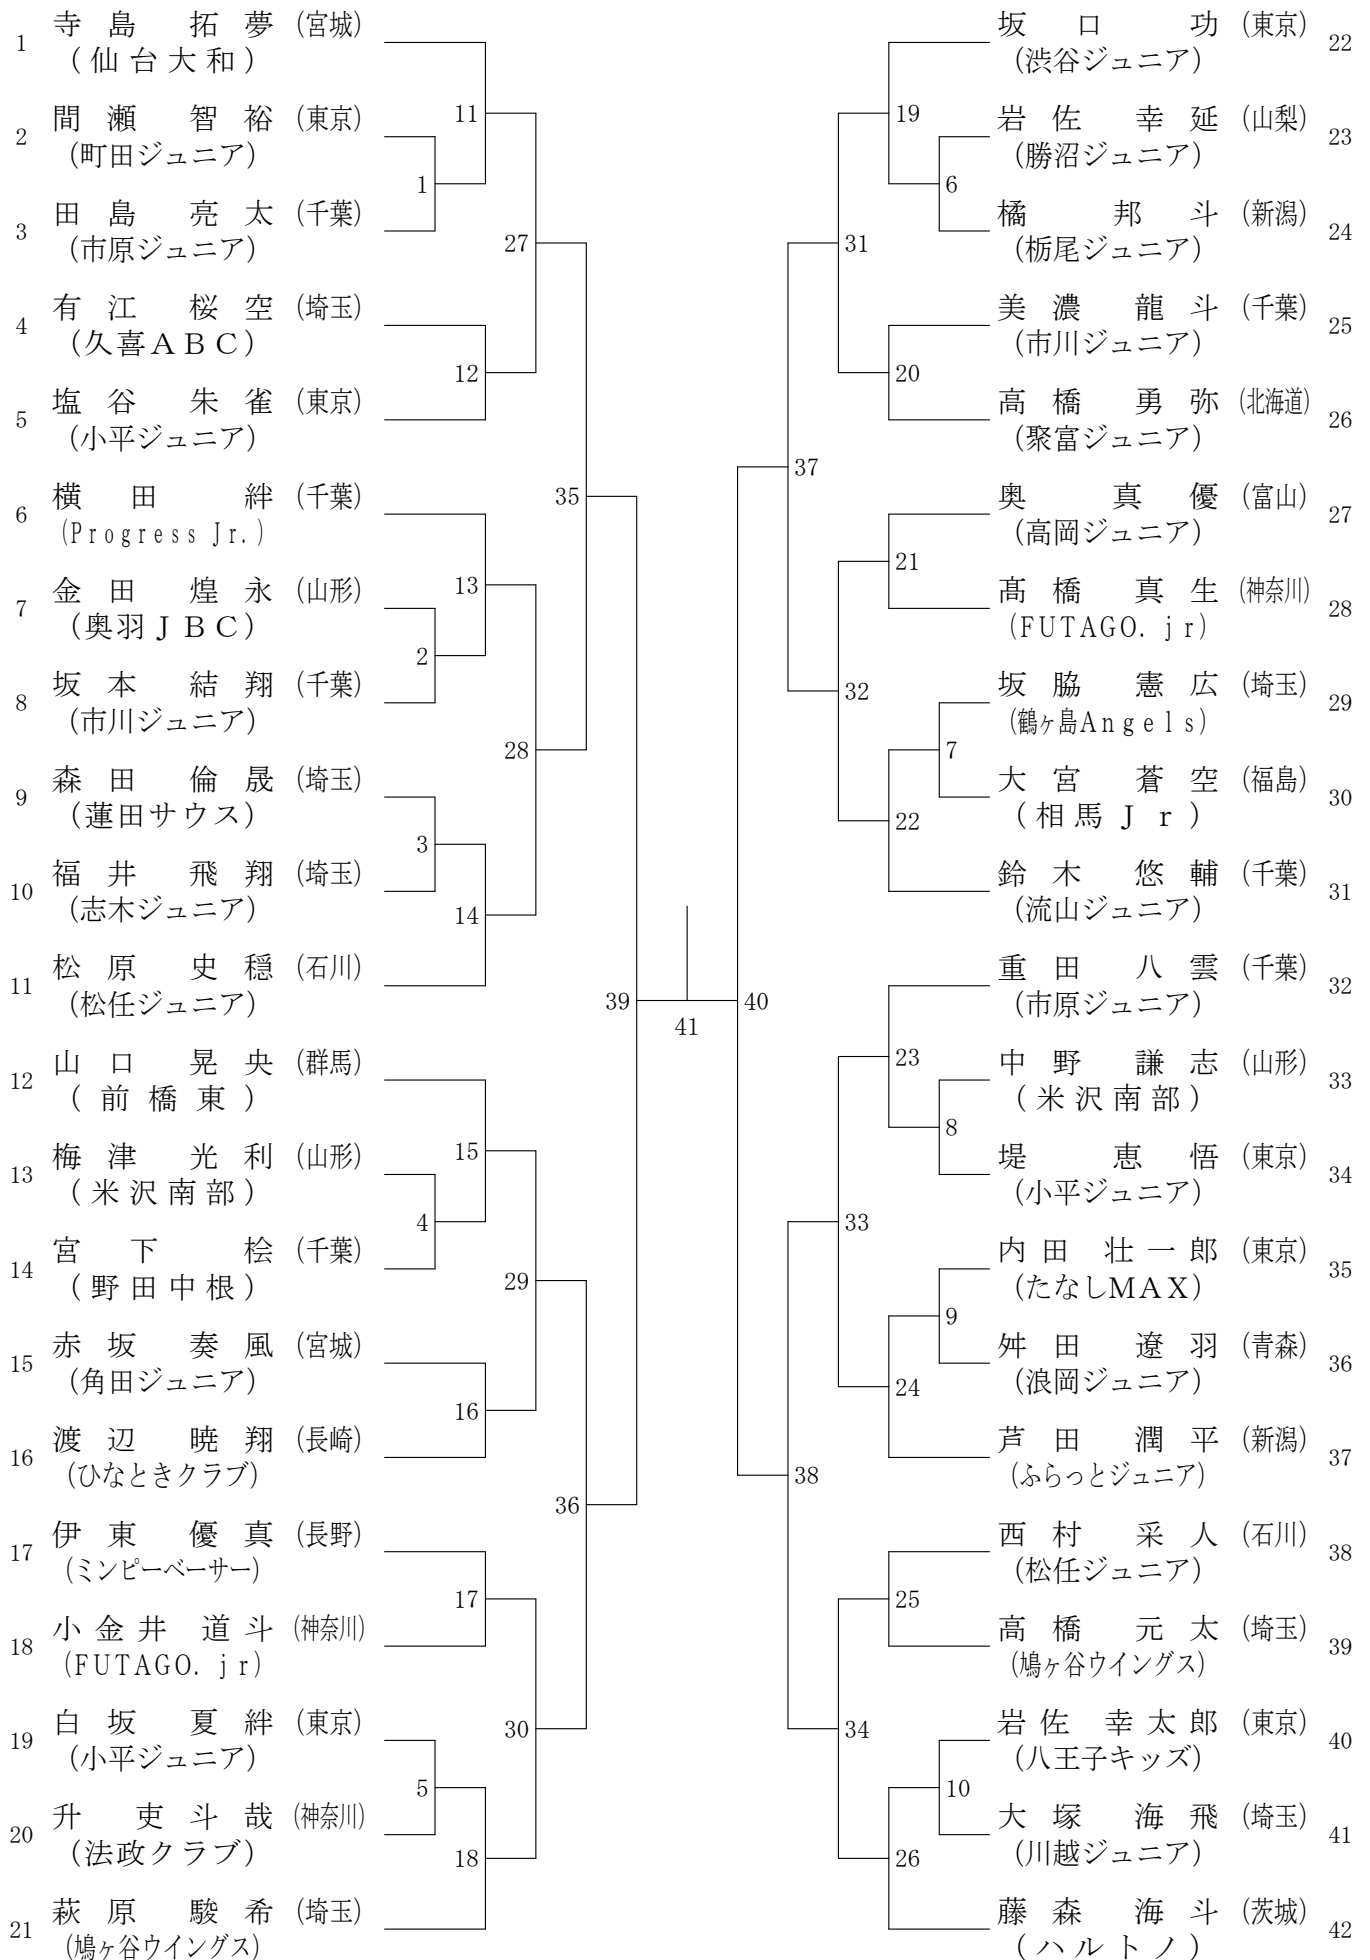 1 寺島 拓夢 (宮城)
(仙台大和)
2 間瀬 智裕 (東京)
(町田ジュニア)
3 田島 亮太 (千葉)
(市原ジュニア)
4 有江 桜空 (埼玉)
(久喜ABC)
5 塩谷 朱雀 (東京)
(小平ジュニア)
6 横田 絆 (千葉)
(Progress Jr.)
7 金田 煌永 (山形)
(奥羽JBC)
8 坂本 結翔 (千葉)
(市川ジュニア)
9 森田 倫晟 (埼玉)
(蓮田サウス)
10 福井 飛翔 (埼玉)
(志木ジュニア)
11 松原 史穏 (石川)
(松任ジュニア)
12 山口 晃央 (群馬)
(前橋東)
13 梅津 光利 (山形)
(米沢南部)
14 宮下 桧 (千葉)
(野田中根)
15 赤坂 奏風 (宮城)
(角田ジュニア)
16 渡辺 暁翔 (長崎)
(ひなときクラブ)
17 伊東 優真 (長野)
(ミンピーベーサー)
18 小金井 道斗 (神奈川)
(FUTAGO.jr)
19 白坂 夏絆 (東京)
(小平ジュニア)
20 升 吏斗哉 (神奈川)
(法政クラブ)
21 萩原 駿希 (埼玉)
(鳩ヶ谷ウイングス)
1
2
3
4
5
11
12
13
14
15
16
17
18
27
28
29
30
35
36
39
41
40
37
38
31
32
33
34
19
20
21
22
23
24
25
26
6
7
8
9
10
坂口 功 (東京) 22
(渋谷ジュニア)
岩佐 幸延 (山梨) 23
(勝沼ジュニア)
橘 邦斗 (新潟) 24
(栃尾ジュニア)
美濃 龍斗 (千葉) 25
(市川ジュニア)
高橋 勇弥 (北海道) 26
(聚富ジュニア)
奥 真優 (富山) 27
(高岡ジュニア)
髙橋 真生 (神奈川) 28
(FUTAGO.jr)
坂脇 憲広 (埼玉) 29
(鶴ヶ島Angels)
大宮 蒼空 (福島) 30
(相馬Jr)
鈴木 悠輔 (千葉) 31
(流山ジュニア)
重田 八雲 (千葉) 32
(市原ジュニア)
中野 謙志 (山形) 33
(米沢南部)
堤 恵悟 (東京) 34
(小平ジュニア)
内田 壮一郎 (東京) 35
(たなしMAX)
舛田 遼羽 (青森) 36
(浪岡ジュニア)
芦田 潤平 (新潟) 37
(ふらっとジュニア)
西村 采人 (石川) 38
(松任ジュニア)
高橋 元太 (埼玉) 39
(鳩ヶ谷ウイングス)
岩佐 幸太郎 (東京) 40
(八王子キッズ)
大塚 海飛 (埼玉) 41
(川越ジュニア)
藤森 海斗 (茨城) 42
(ハルトノ)